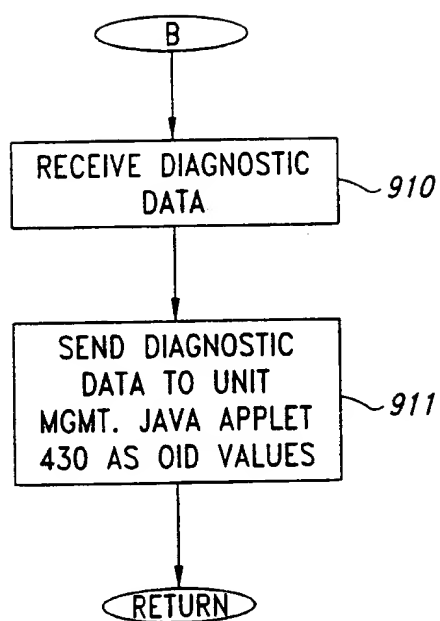 B
RECEIVE DIAGNOSTIC
DATA
910
SEND DIAGNOSTIC
DATA TO UNIT
MGMT. JAVA APPLET
430 AS OID VALUES
911
RETURN